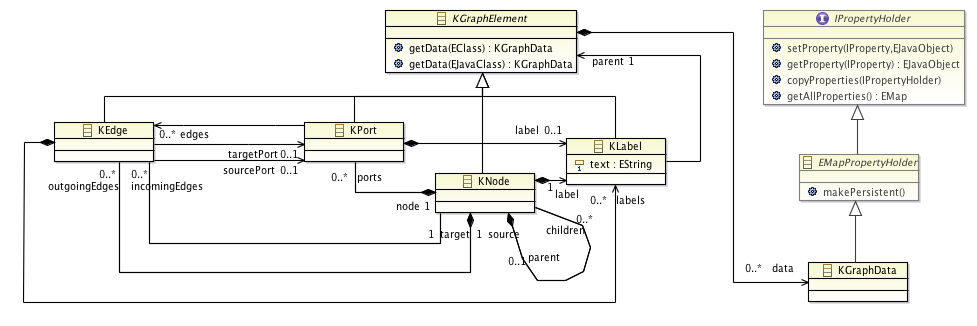 KGraphElement
getData(EClass) : KGraphData
getData(EJavaClass) : KGraphData
IPropertyHolder
setProperty(IProperty,EJavaObject)
getProperty(IProperty) : EJavaObject
copyProperties(IPropertyHolder)
getAllProperties() : EMap
parent 1
KEdge
0..* edges
targetPort 0..1
sourcePort 0..1
KPort
label 0..1
KLabel
text : EString
EMapPropertyHolder
makePersistent()
0..*
outgoingEdges
0..*
incomingEdges
0..* ports
KNode
1
label
0..* labels
node 1
0..*
children
1 target
1 source
0..1
parent
0..* data
KGraphData